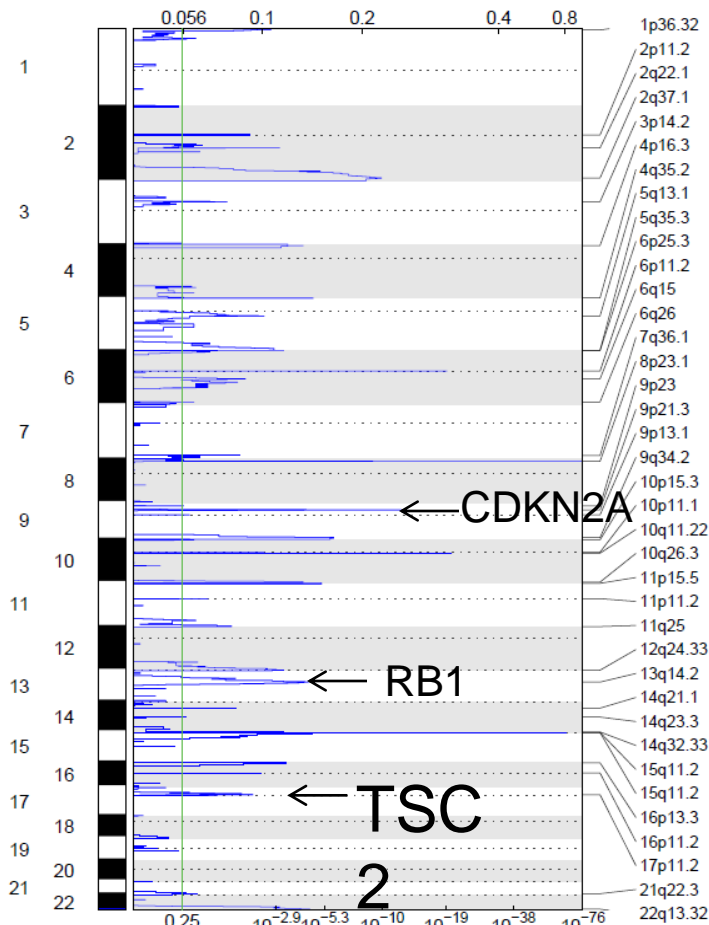 0.056 0.1 0.2 0.4 0.8
1p36.32
2p11.2
2q22.1
2q37.1
3p14.2
4p16.3
4q35.2
5q13.1
5q35.3
6p25.3
6p11.2
6q15
6q26
7q36.1
8p23.1
9p23
9p21.3
9p13.1
9q34.2
10p15.3
10p11.1
10q11.22
10q26.3
11p15.5
11p11.2
11q25
12q24.33
13q14.2
14q21.1
14q23.3
14q32.33
15q11.2
15q11.2
16p13.3
16p11.2
17p11.2
21q22.3
22q13.32
1
2
3
4
5
6
7
8
9
10
11
12
13
14
15
16
17
18
19
20
21
22
CDKN2A
RB1
TSC
2
0.25 10^-2.9 10^-5.3 10^-10 10^-19 10^-38 10^-76